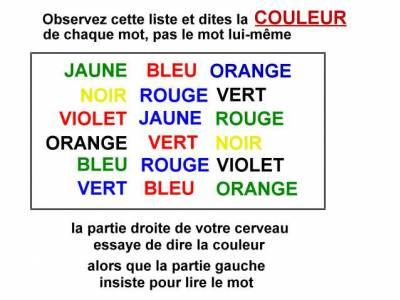 Observez cette liste et dites la COULEUR
de chaque mot, pas le mot lui-même
JAUNE BLEU ORANGE
NOIR ROUGE VERT
VIOLET JAUNE ROUGE
ORANGE VERT NOIR
BLEU ROUGE VIOLET
VERT BLEU ORANGE
la partie droite de votre cerveau
essaye de dire la couleur
alors que la partie gauche
insiste pour lire le mot